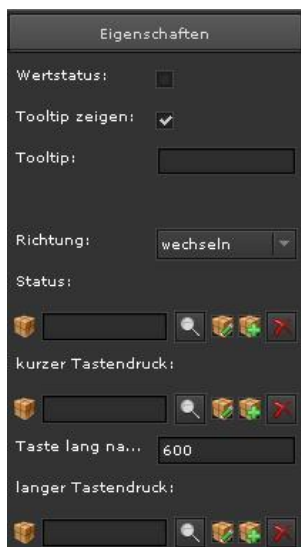 Eigenschaften
Wertstatus:
Tooltip zeigen:
Tooltip:
Richtung: wechseln
Status:
kurzer Tastendruck:
Taste lang na... 600
langer Tastendruck: